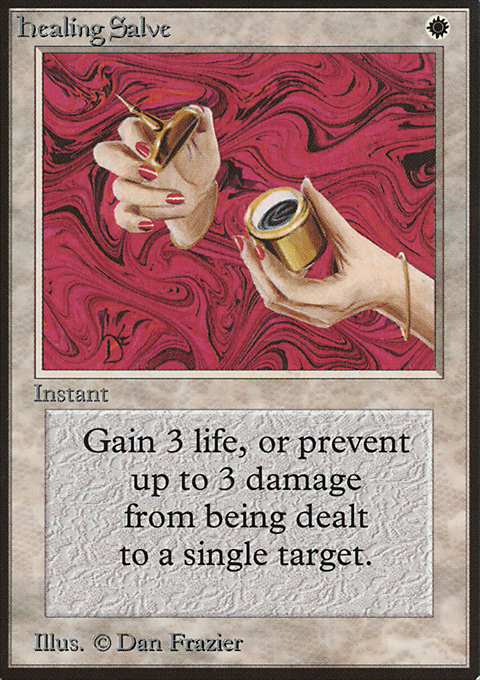 Healing Salve
Instant
Gain 3 life, or prevent
up to 3 damage
from being dealt
to a single target.
Illus. © Dan Frazier